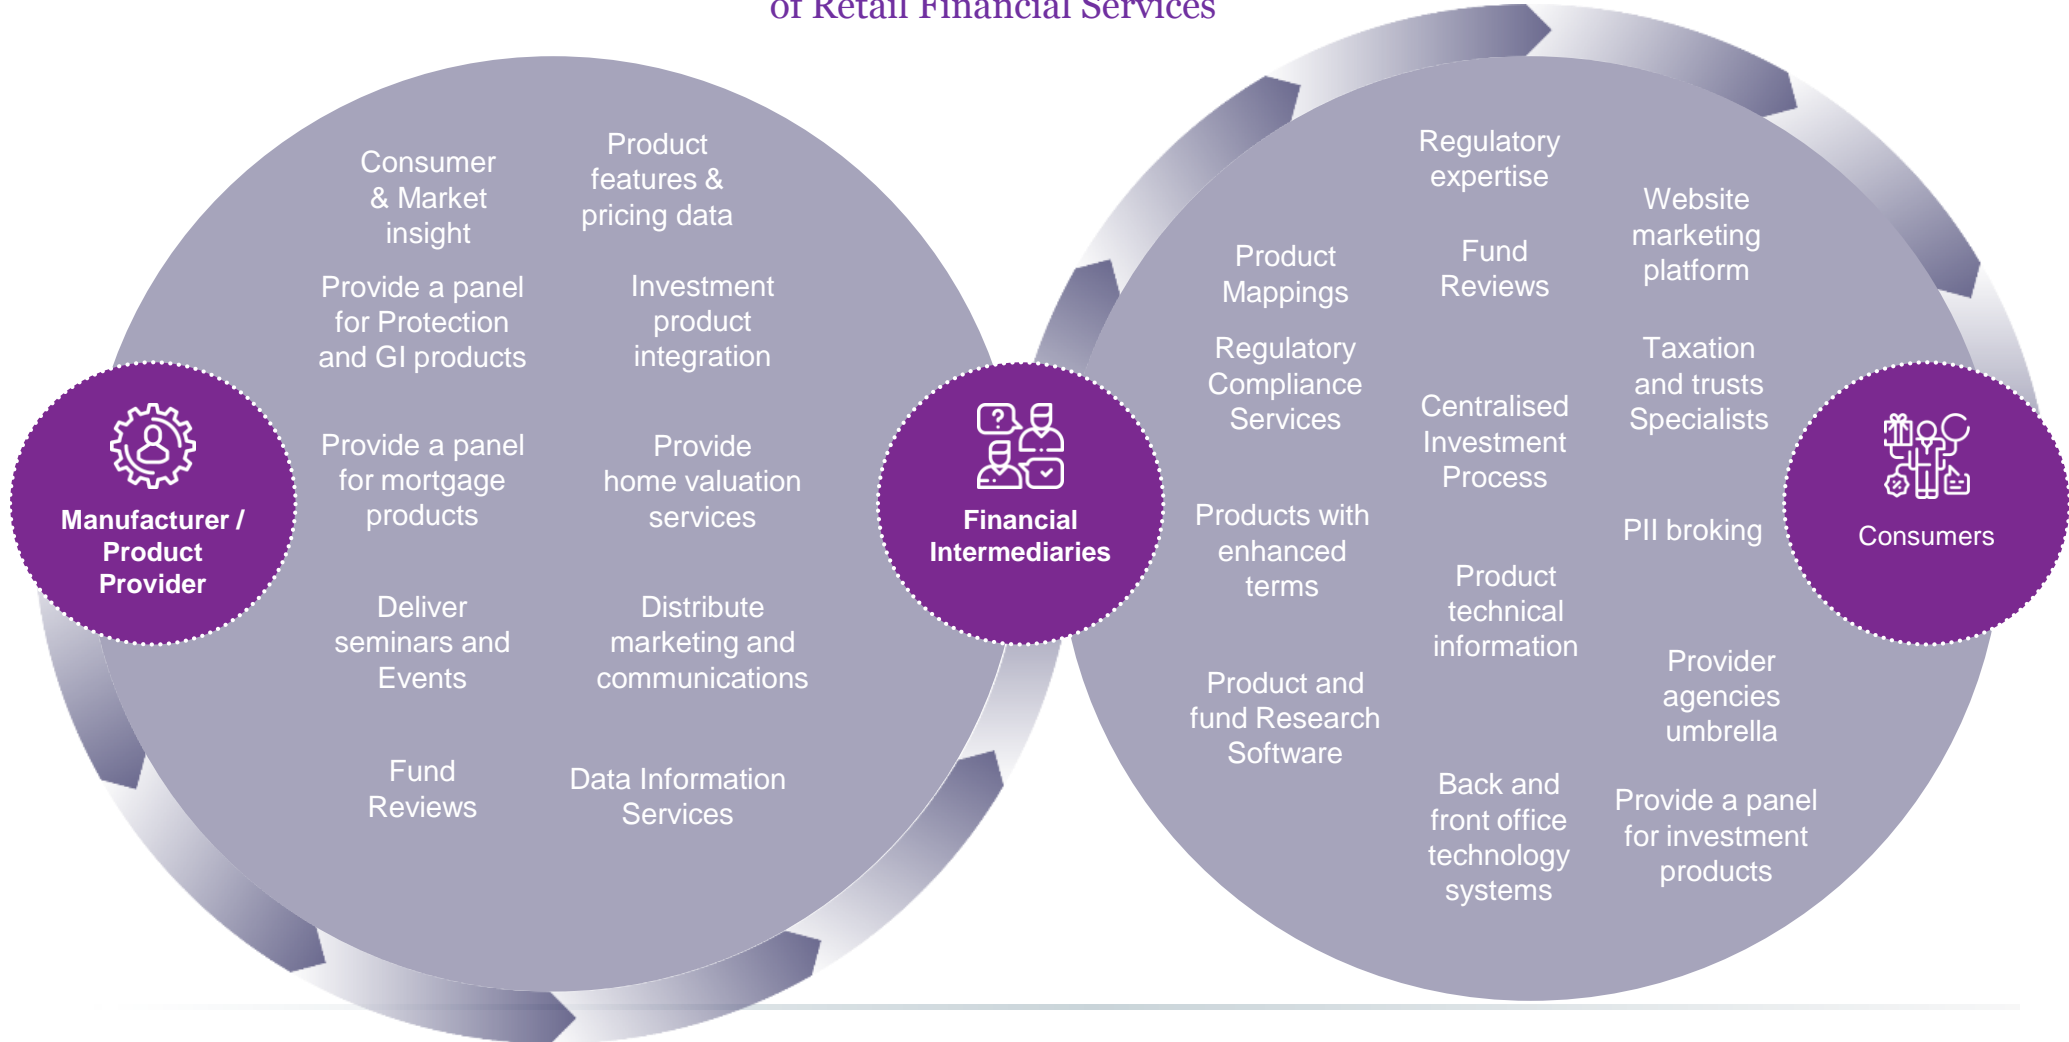 of Retail Financial Services
Consumer
& Market
insight
Product
features &
pricing data
Provide a panel
for Protection
and GI products
Investment
product
integration
Provide a panel
for mortgage
products
Provide
home valuation
services
Deliver
seminars and
Events
Distribute
marketing and
communications
Fund
Reviews
Data Information
Services
Manufacturer /
Product
Provider
Financial
Intermediaries
Regulatory
expertise
Website
marketing
platform
Product
Mappings
Fund
Reviews
Regulatory
Compliance
Services
Centralised
Investment
Process
Taxation
and trusts
Specialists
Products with
enhanced
terms
PII broking
Product
technical
information
Product and
fund Research
Software
Provider
agencies
umbrella
Back and
front office
technology
systems
Provide a panel
for investment
products
Consumers